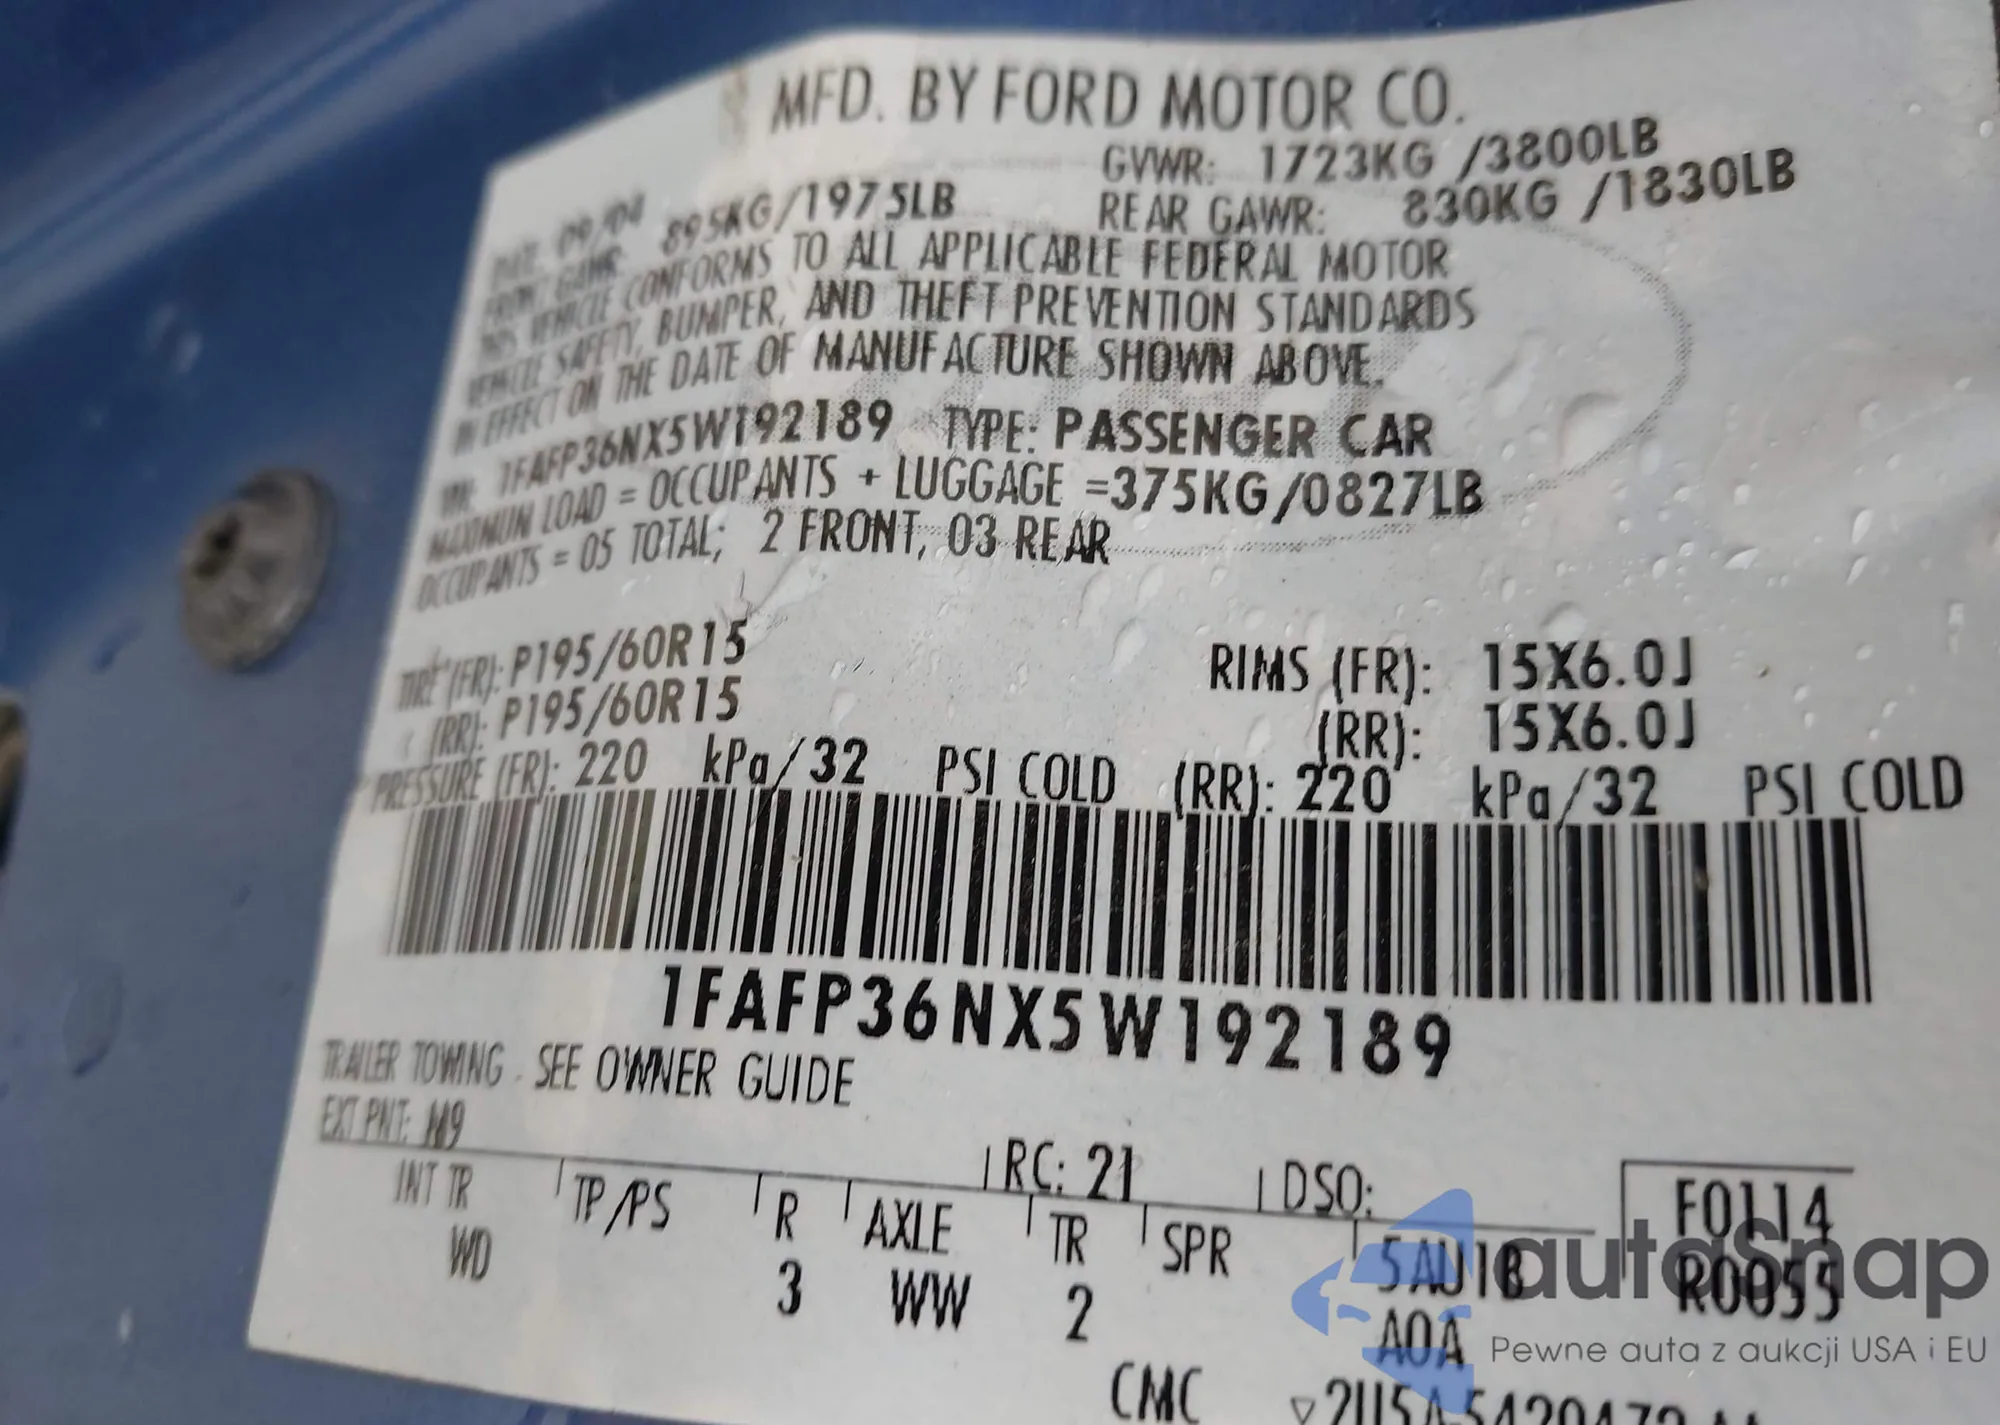 MFD. BY FORD MOTOR CO.
DATE: 09/04 GVWR: 1723KG /3800LB
FRONT GAWR: 895KG/1975LB REAR GAWR: 830KG /1830LB
THIS VEHICLE CONFORMS TO ALL APPLICABLE FEDERAL MOTOR
VEHICLE SAFETY, BUMPER, AND THEFT PREVENTION STANDARDS
IN EFFECT ON THE DATE OF MANUFACTURE SHOWN ABOVE.
VIN: 1FAFP36NX5W192189 TYPE: PASSENGER CAR
MAXIMUM LOAD = OCCUPANTS + LUGGAGE =375KG/0827LB
OCCUPANTS = 05 TOTAL; 2 FRONT, 03 REAR
TIRE (FR): P195/60R15 RIMS (FR): 15X6.0J
(RR): P195/60R15 (RR): 15X6.0J
PRESSURE (FR): 220 kPa/32 PSI COLD (RR): 220 kPa/32 PSI COLD
1FAFP36NX5W192189
TRAILER TOWING - SEE OWNER GUIDE
EXT PNT: M9 RC: 21 DSO: F0114
INT TR TP/PS R AXLE TR SPR 5AU1B R0055
WD 3 WW 2 A0A
CMC
autoSnap
Pewne auta z aukcji USA i EU